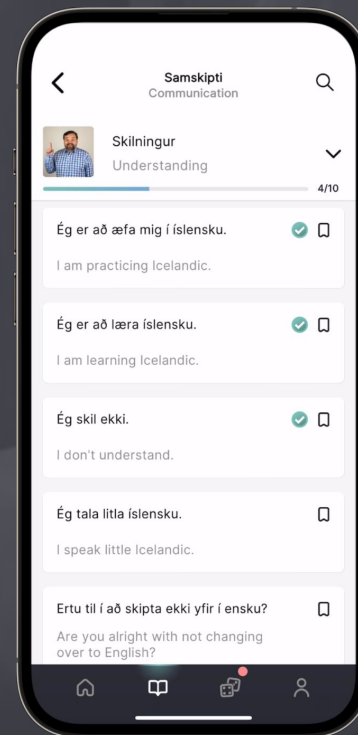 Samskipti
Communication
Skilningur
Understanding
4/10
Ég er að æfa mig í íslensku.
I am practicing Icelandic.
Ég er að læra íslensku.
I am learning Icelandic.
Ég skil ekki.
I don't understand.
Ég tala litla íslensku.
I speak little Icelandic.
Ertu til í að skipta ekki yfir í ensku?
Are you alright with not changing
over to English?